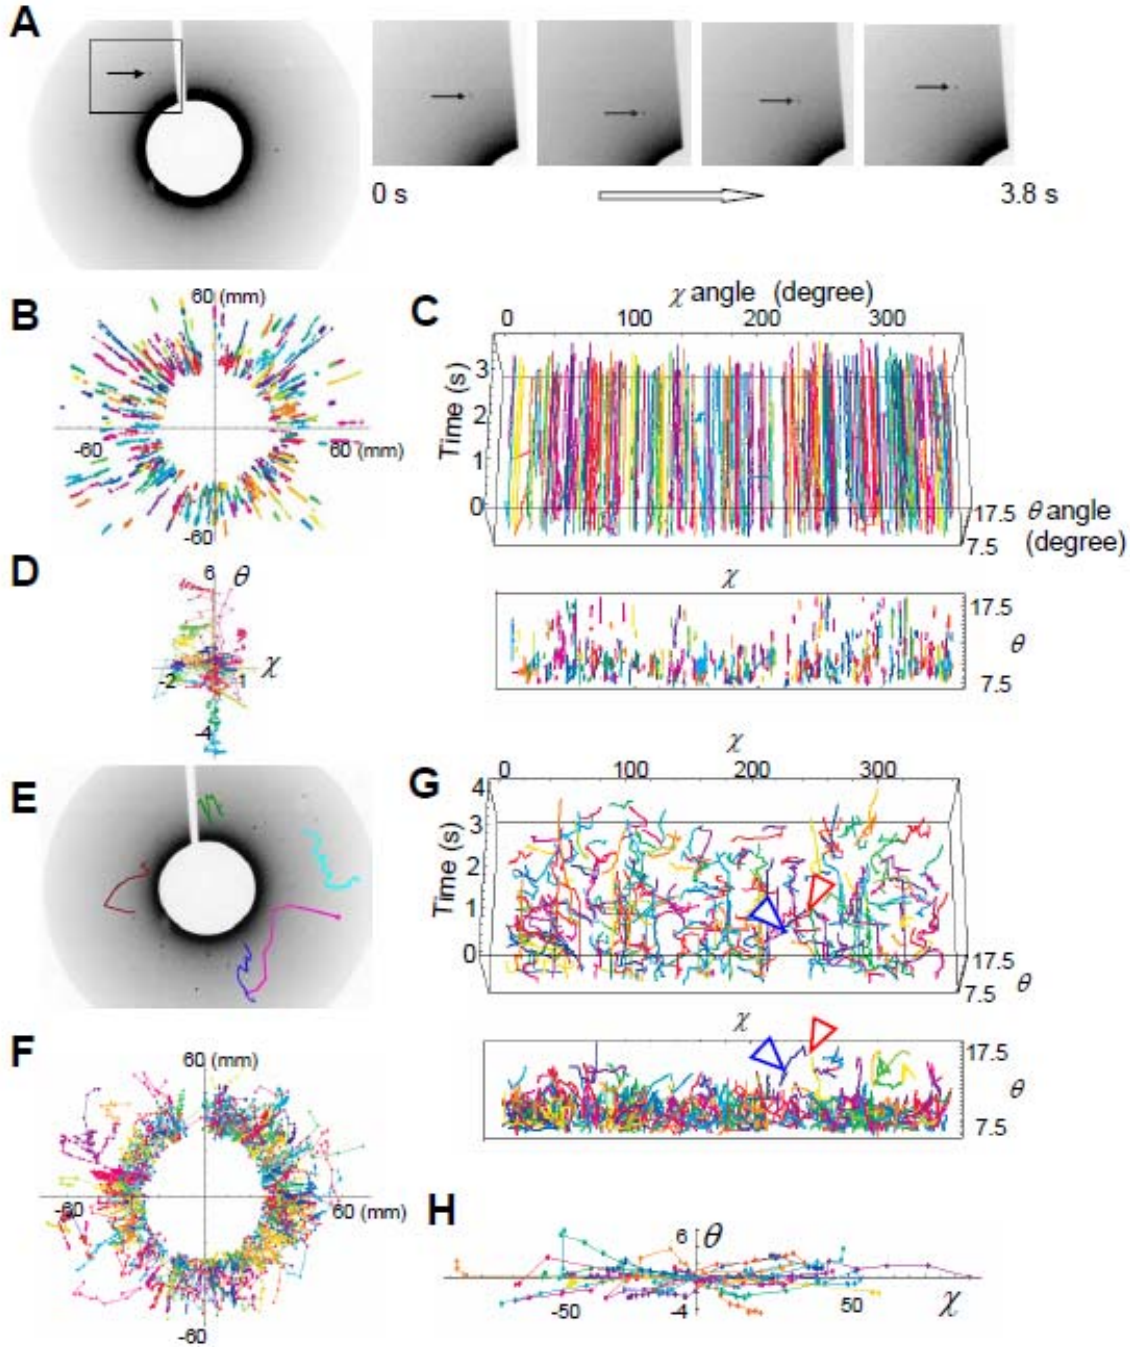 A
0 s
3.8 s
B
60 (mm)
-60
60 (mm)
-60
C
χ angle (degree)
0 100 200 300
Time (s)
3
2
1
0
17.5 θ angle
(degree)
7.5
D
6 θ
χ
-2 1
-4
χ
17.5
θ
7.5
E
F
60 (mm)
-60
60 (mm)
-60
G
χ
0 100 200 300
Time (s)
4
3
2
1
0
17.5
θ
7.5
χ
17.5
θ
7.5
H
6 θ
-50 50 χ
-4